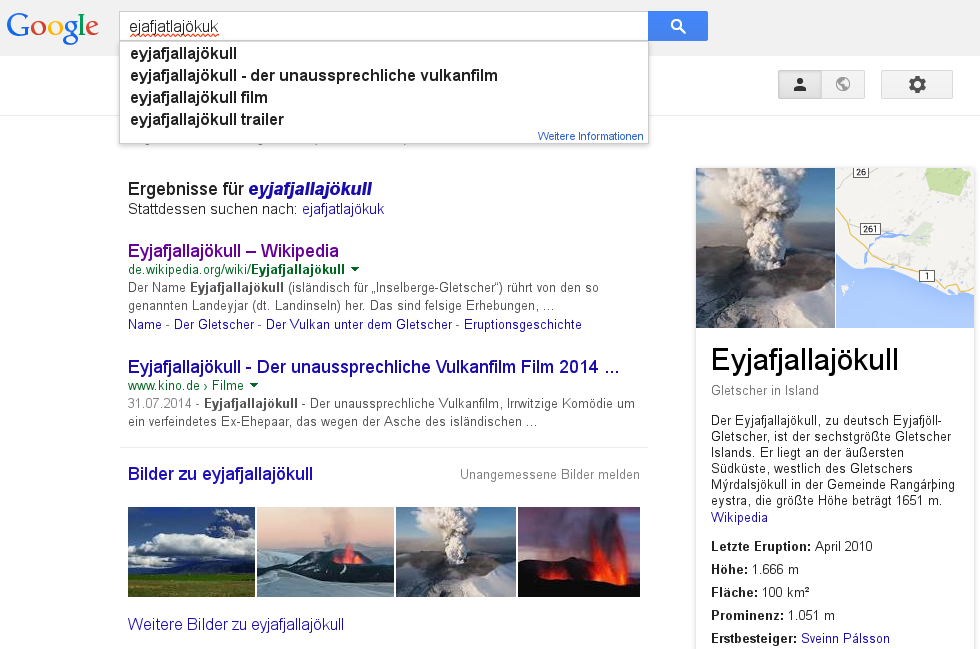 Google
ejafjatlajökuk
eyjafjallajökull
eyjafjallajökull - der unaussprechliche vulkanfilm
eyjafjallajökull film
eyjafjallajökull trailer
Weitere Informationen
Ergebnisse für eyjafjallajökull
Stattdessen suchen nach: ejafjatlajökuk
Eyjafjallajökull – Wikipedia
de.wikipedia.org/wiki/Eyjafjallajökull
Der Name Eyjafjallajökull (isländisch für „Inselberge-Gletscher“) rührt von den so
genannten Landeyjar (dt. Landinseln) her. Das sind felsige Erhebungen, ...
Name - Der Gletscher - Der Vulkan unter dem Gletscher - Eruptionsgeschichte
Eyjafjallajökull - Der unaussprechliche Vulkanfilm Film 2014 ...
www.kino.de › Filme
31.07.2014 - Eyjafjallajökull - Der unaussprechliche Vulkanfilm, Irrwitzige Komödie um
ein verfeindetes Ex-Ehepaar, das wegen der Asche des isländischen ...
Bilder zu eyjafjallajökull
Unangemessene Bilder melden
Weitere Bilder zu eyjafjallajökull
26
261
1
Eyjafjallajökull
Gletscher in Island
Der Eyjafjallajökull, zu deutsch Eyjafjöll-
Gletscher, ist der sechstgrößte Gletscher
Islands. Er liegt an der äußersten
Südküste, westlich des Gletschers
Mýrdalsjökull in der Gemeinde Rangárþing
eystra, die größte Höhe beträgt 1651 m.
Wikipedia
Letzte Eruption: April 2010
Höhe: 1.666 m
Fläche: 100 km²
Prominenz: 1.051 m
Erstbesteiger: Sveinn Pálsson